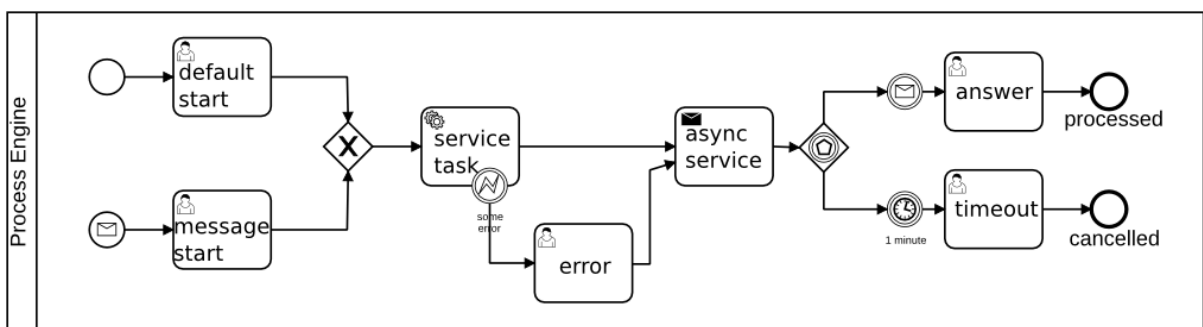 Process Engine
default
start
message
start
X
service
task
some
error
error
async
service
answer
processed
1 minute
timeout
cancelled